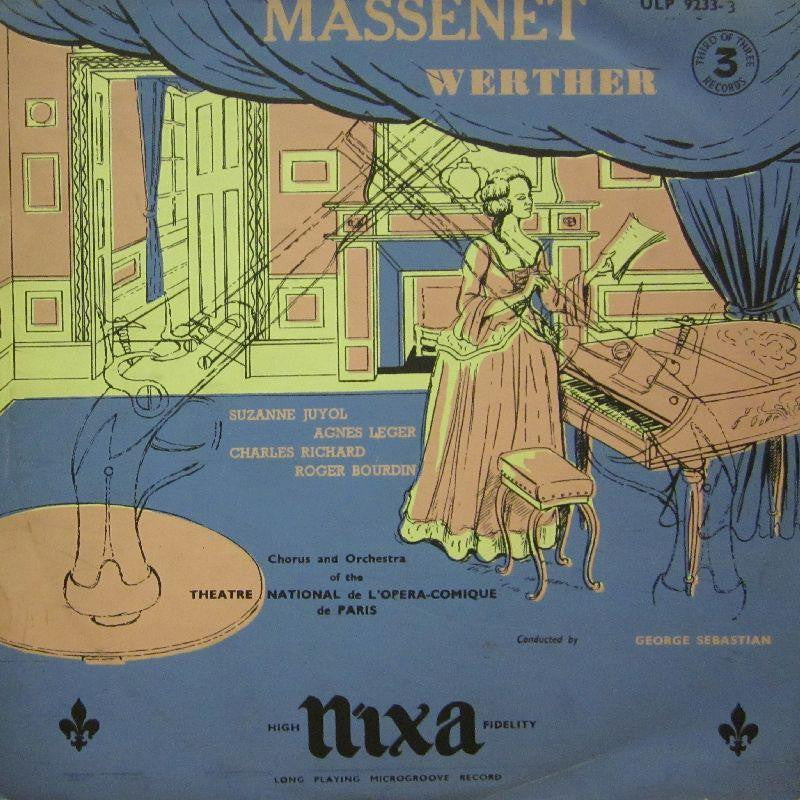 MASSENET
ULP 9233-3
WERTHER
THIRD OF THREE
3
RECORDS
SUZANNE JUYOL
AGNES LEGER
CHARLES RICHARD
ROGER BOURDIN
Chorus and Orchestra
of the
THEATRE NATIONAL de L'OPERA-COMIQUE
de PARIS
Conducted by GEORGE SEBASTIAN
HIGH nixa FIDELITY
LONG PLAYING MICROGROOVE RECORD